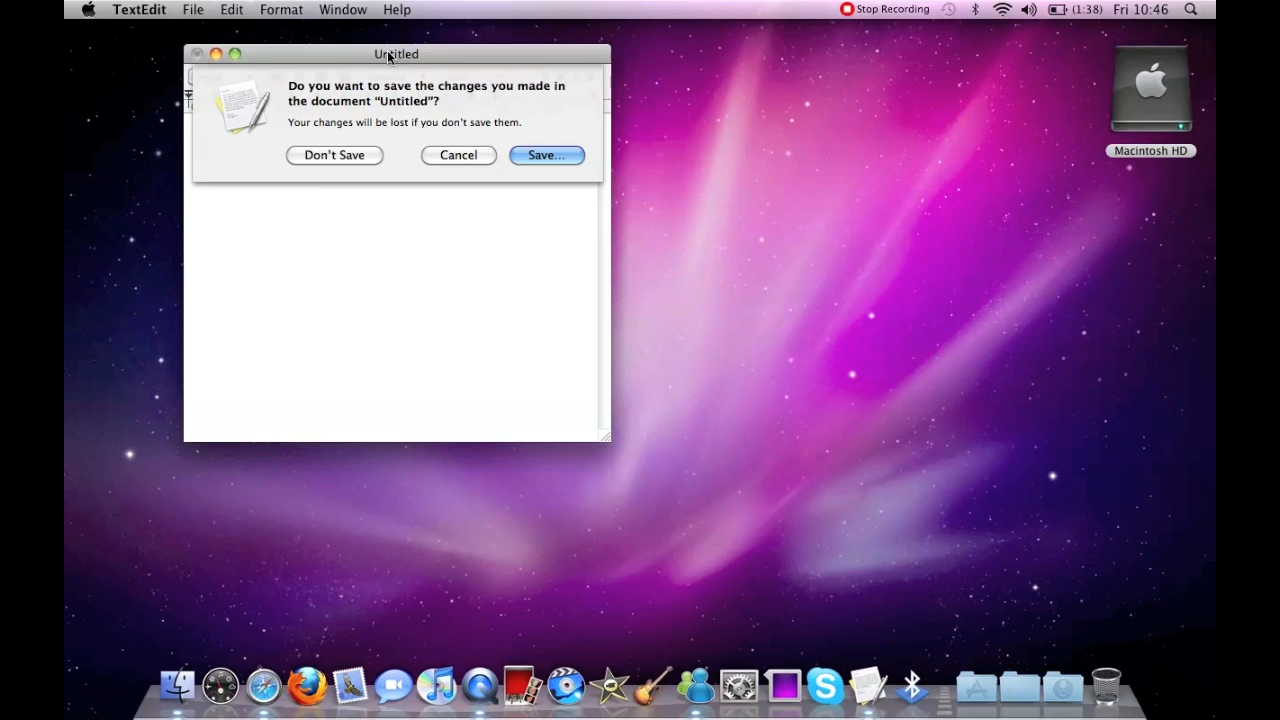 TextEdit File Edit Format Window Help Stop Recording (1:38) Fri 10:46
Untitled
Do you want to save the changes you made in
the document “Untitled”?
Your changes will be lost if you don't save them.
Don't Save Cancel Save...
Macintosh HD